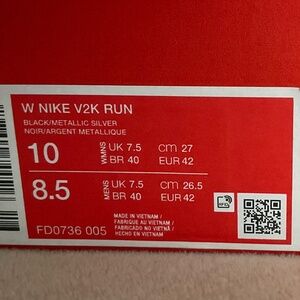 W NIKE V2K RUN
BLACK/METALLIC SILVER
NOIR/ARGENT METALLIQUE
10 WMNS UK 7.5 CM 27
BR 40 EUR 42
8.5 MENS UK 7.5 CM 26.5
BR 40 EUR 42
MADE IN VIETNAM /
FABRIQUE AU VIETNAM /
FABRICADO NO VIETNÃ /
HECHO EN VIETNAM
FD0736 005